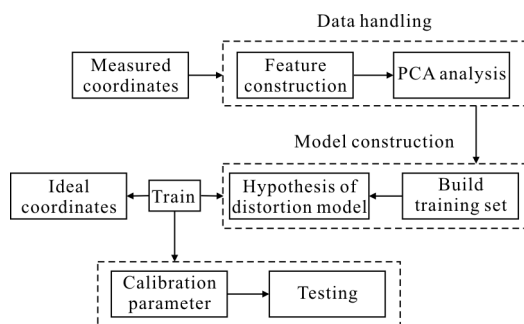 Data handling
Measured
coordinates
Feature
construction
PCA analysis
Model construction
Ideal
coordinates
Train
Hypothesis of
distortion model
Build
training set
Calibration
parameter
Testing